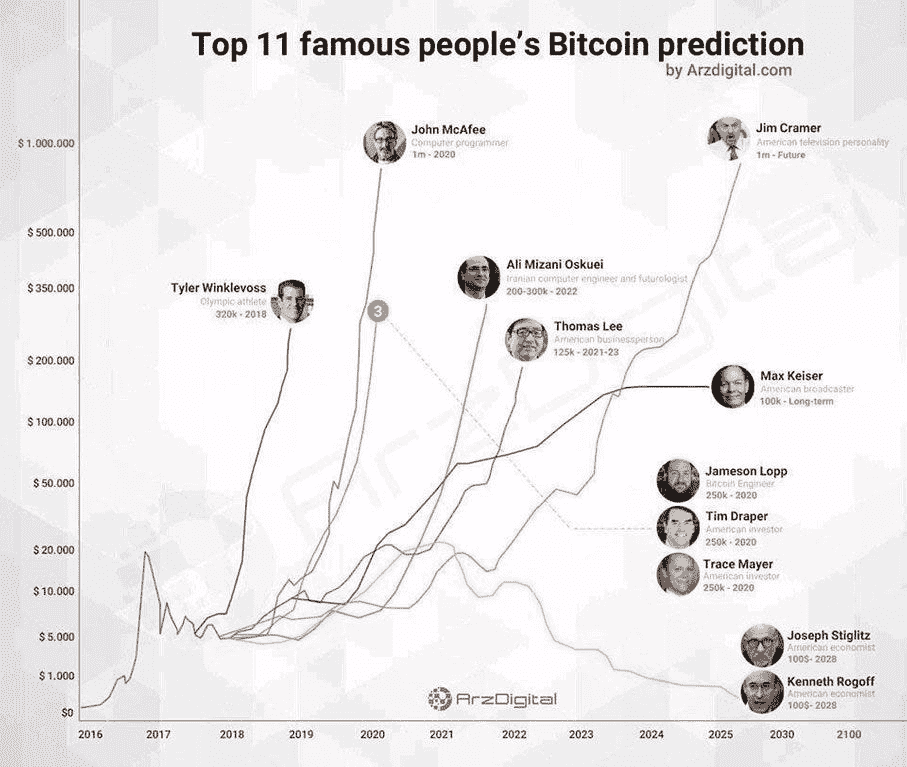 Top 11 famous people's Bitcoin prediction
by Arzdigital.com
$ 1.000.000
$ 500.000
$ 350.000
$ 200.000
$ 100.000
$ 50.000
$ 20.000
$ 10.000
$ 5.000
$ 1.000
$0
John McAfee
Computer programmer
1m - 2020
Jim Cramer
American television personality
1m - Future
Tyler Winklevoss
Olympic athlete
320k - 2018
3
Ali Mizani Oskuei
Iranian computer engineer and futurologist
200-300k - 2022
Thomas Lee
American businessperson
125k - 2021-23
Max Keiser
American broadcaster
100k - Long-term
Jameson Lopp
Bitcoin Engineer
250k - 2020
Tim Draper
American investor
250k - 2020
Trace Mayer
American investor
250k - 2020
Joseph Stiglitz
American economist
100$- 2028
Kenneth Rogoff
American economist
100$- 2028
ArzDigital
ArzDigital
2016 2017 2018 2019 2020 2021 2022 2023 2024 2025 2030 2100